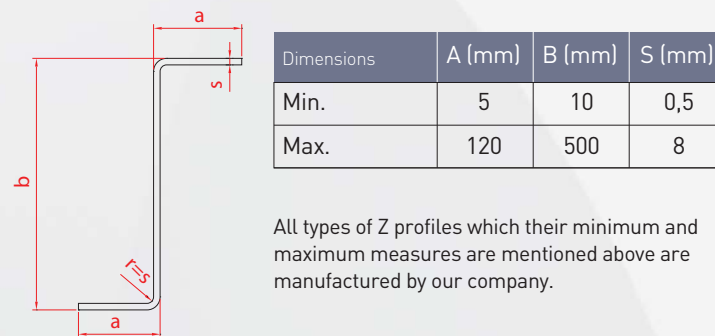 a
s
b
r=s
a
Dimensions A (mm) B (mm) S (mm)
Min. 5 10 0,5
Max. 120 500 8
All types of Z profiles which their minimum and
maximum measures are mentioned above are
manufactured by our company.